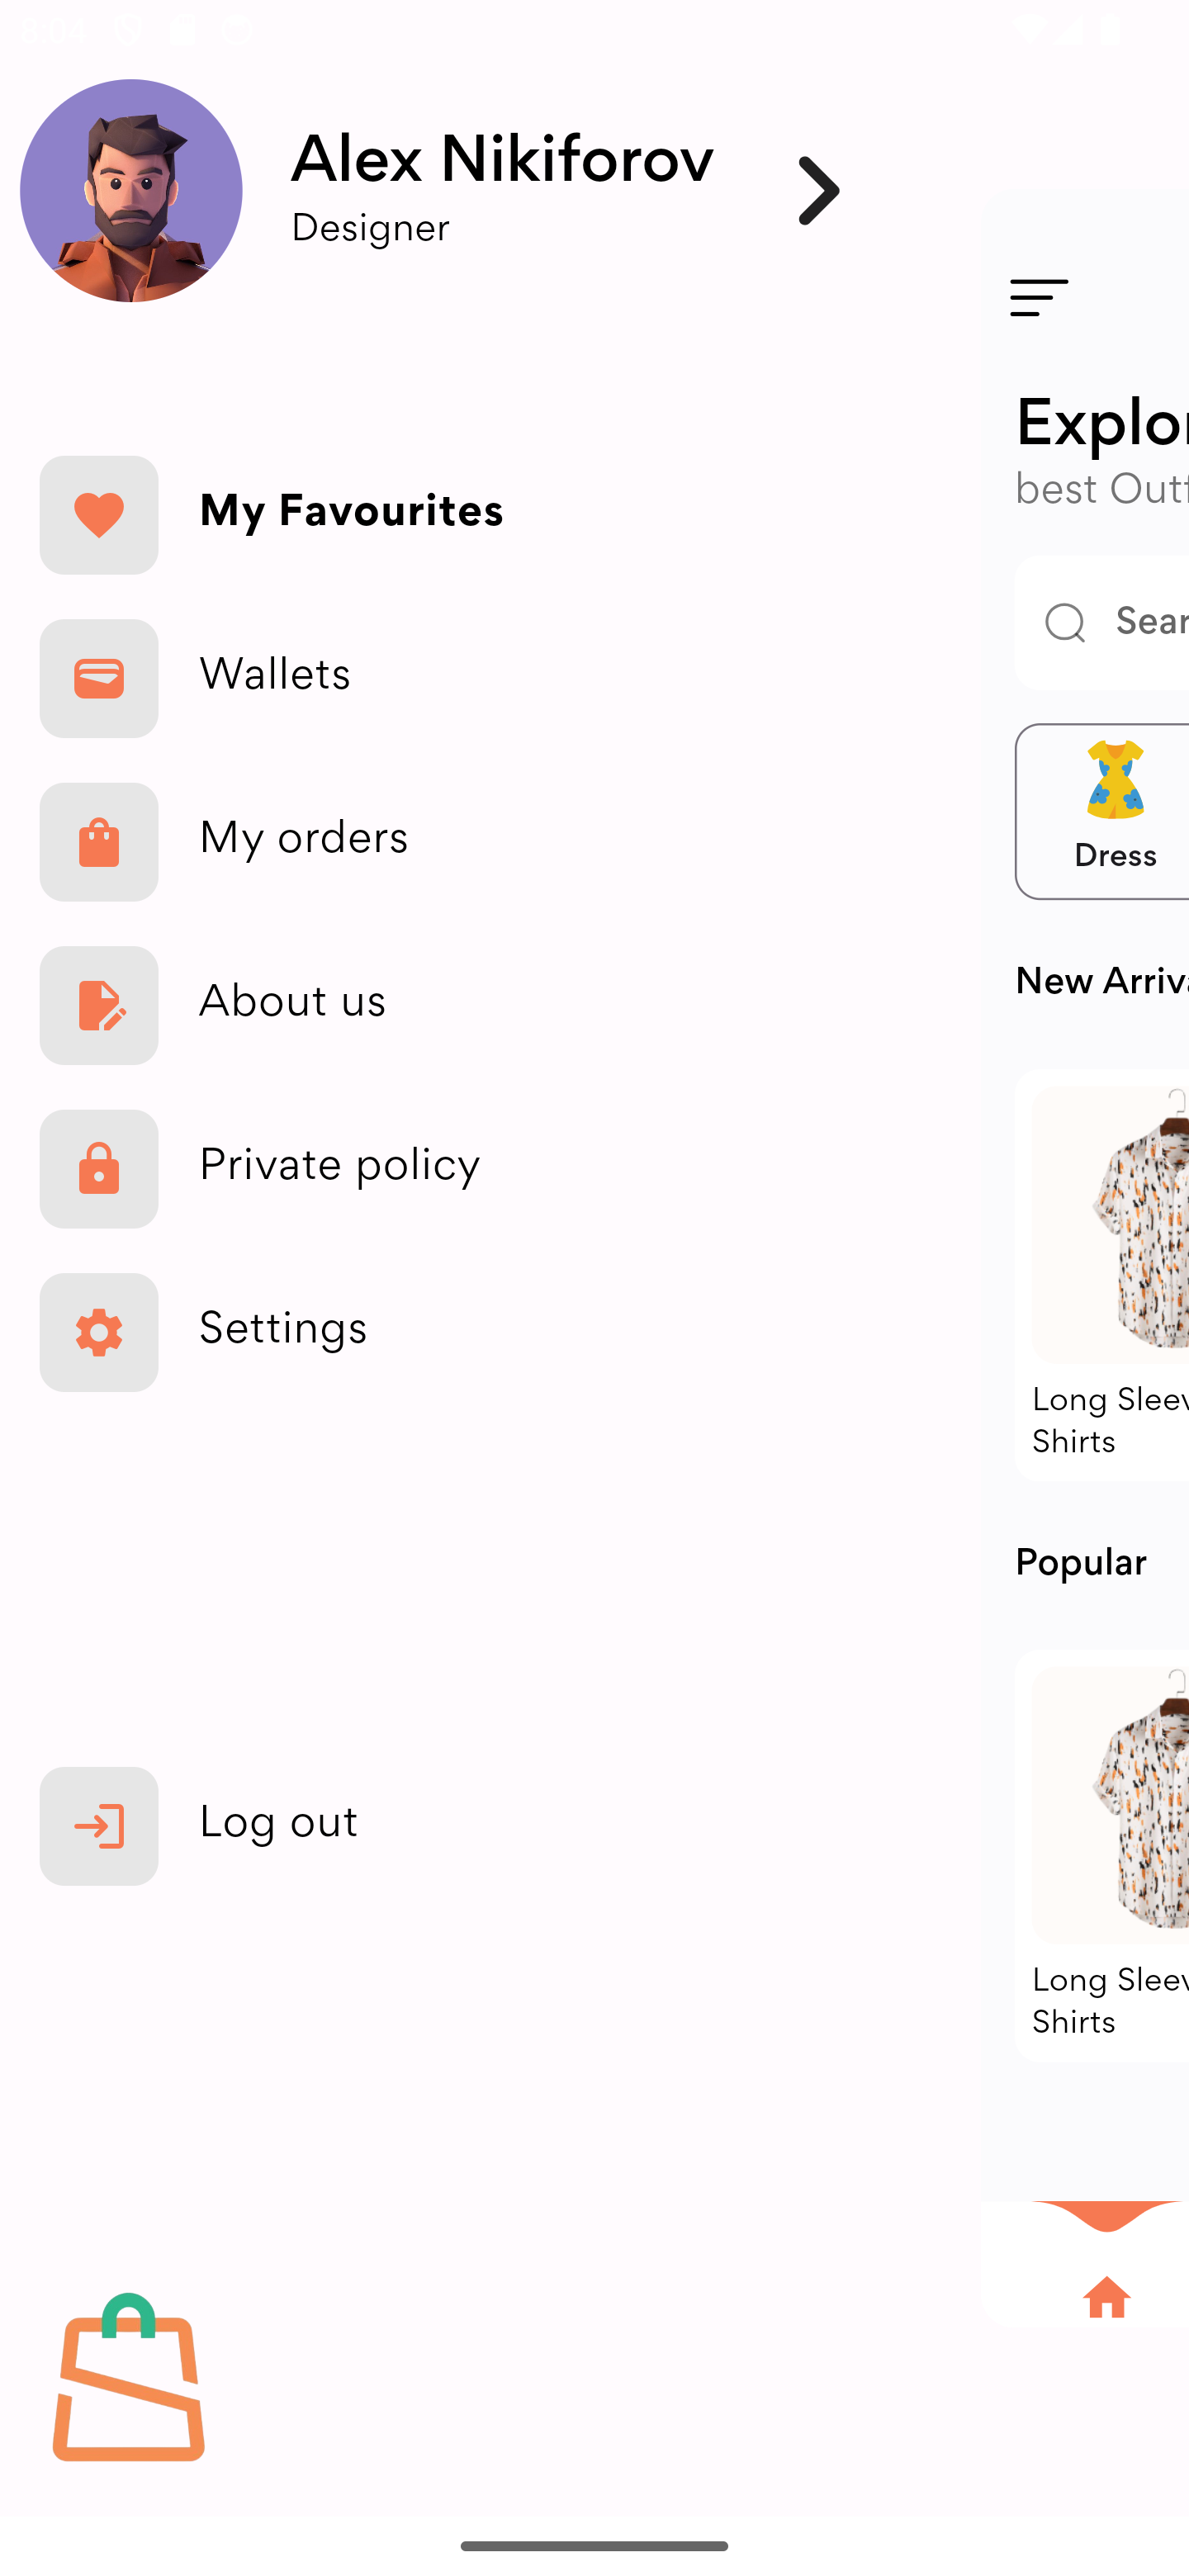 Alex Nikiforov
Designer
My Favourites
Wallets
My orders
About us
Private policy
Settings
Log out
Explor
best Outf
Sear
Dress
New Arriva
Long Sleev
Shirts
Popular
Long Sleev
Shirts